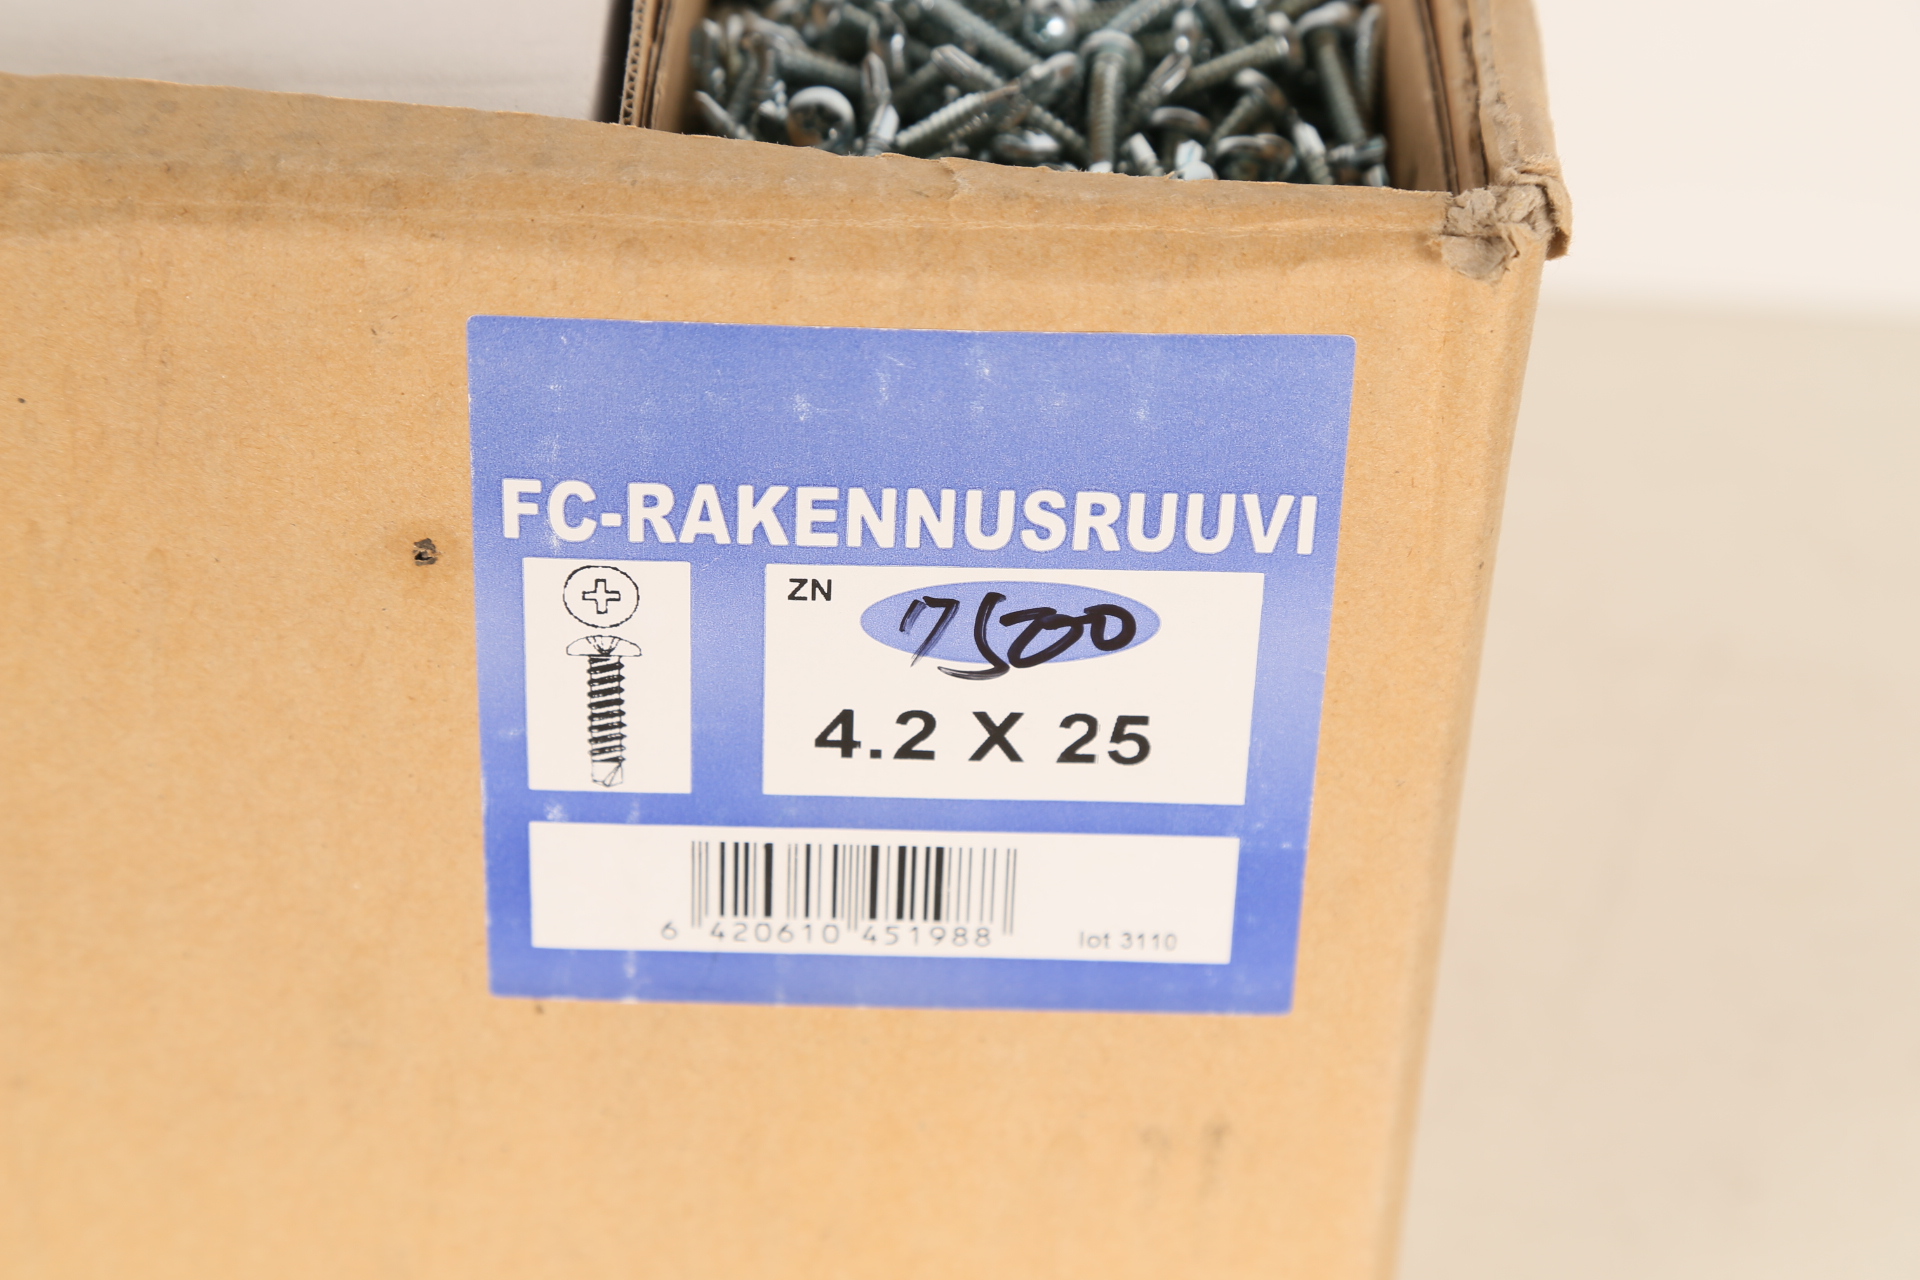 FC-RAKENNUSRUUVI
ZN
7500
4.2 X 25
6 420610 451988
lot 3110